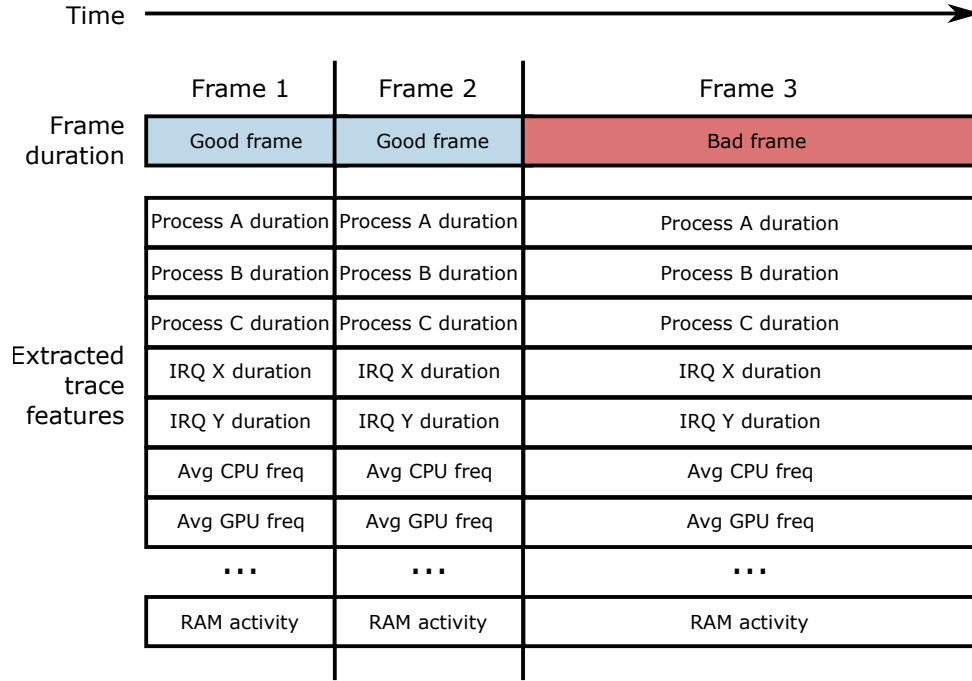 Time
Frame 1 Frame 2 Frame 3
Frame
duration
Good frame Good frame Bad frame
Process A duration Process A duration Process A duration
Process B duration Process B duration Process B duration
Process C duration Process C duration Process C duration
Extracted
trace
features
IRQ X duration IRQ X duration IRQ X duration
IRQ Y duration IRQ Y duration IRQ Y duration
Avg CPU freq Avg CPU freq Avg CPU freq
Avg GPU freq Avg GPU freq Avg GPU freq
... ... ...
RAM activity RAM activity RAM activity